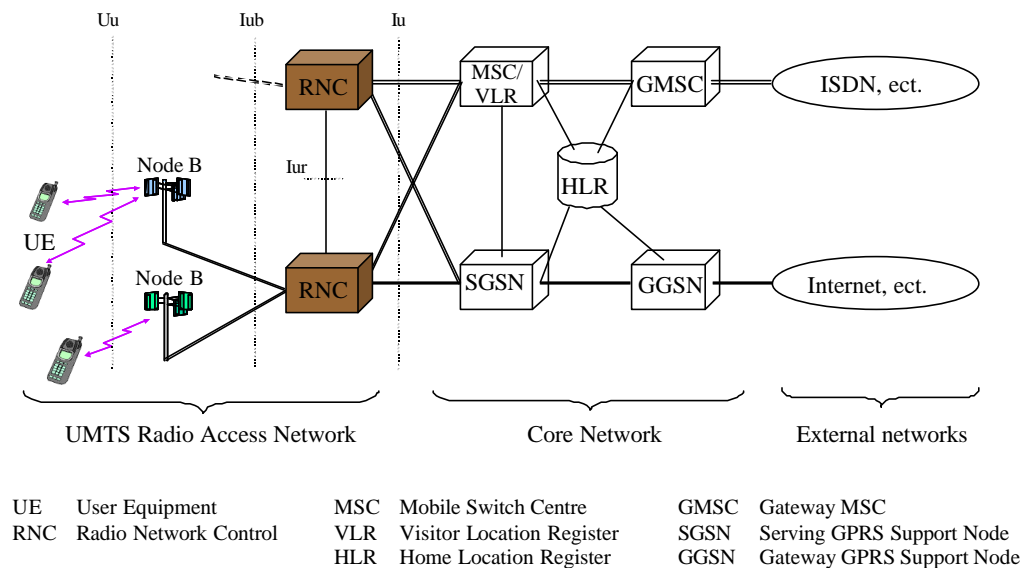 Uu Iub Iu
RNC
MSC/
VLR
GMSC
ISDN, ect.
Node B
Iur
HLR
UE
Node B
RNC
SGSN
GGSN
Internet, ect.
UMTS Radio Access Network
Core Network
External networks
UE User Equipment
RNC Radio Network Control
MSC Mobile Switch Centre
VLR Visitor Location Register
HLR Home Location Register
GMSC Gateway MSC
SGSN Serving GPRS Support Node
GGSN Gateway GPRS Support Node